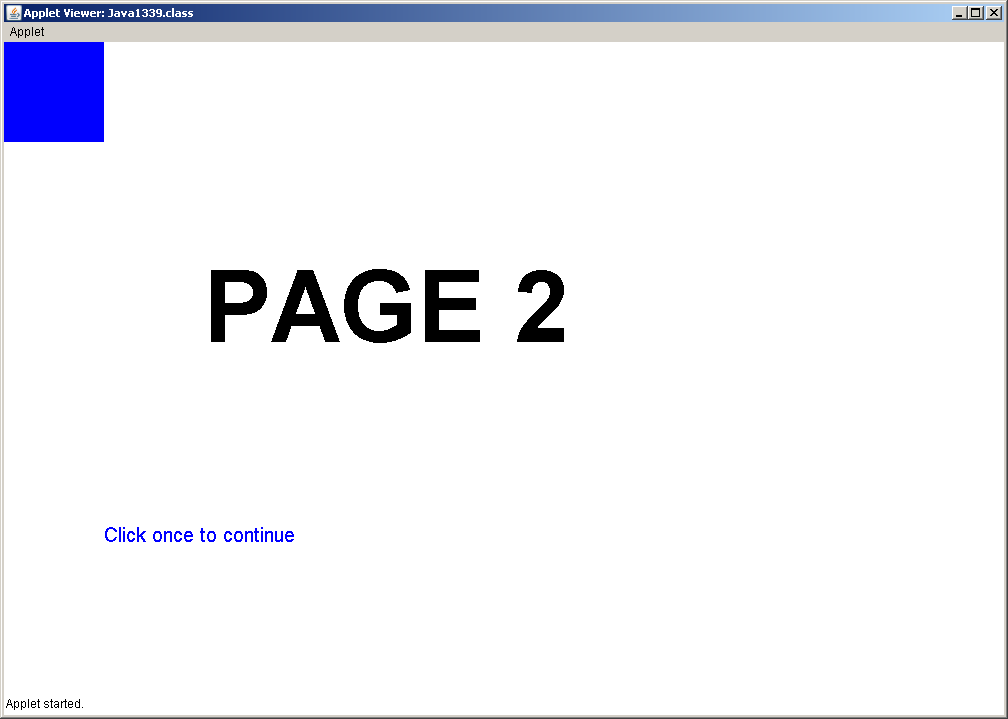 Applet Viewer: Java1339.class
Applet
PAGE 2
Click once to continue
Applet started.